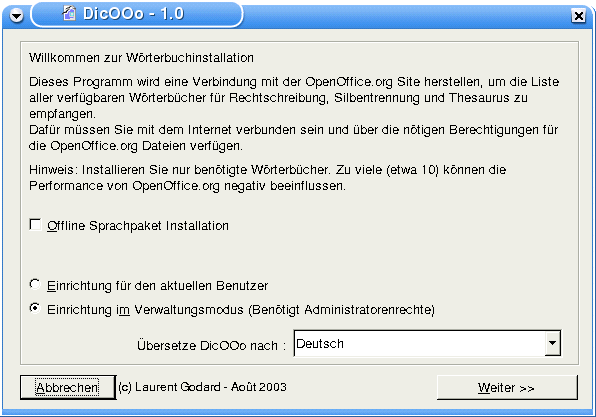 DicOOo - 1.0
Willkommen zur Wörterbuchinstallation
Dieses Programm wird eine Verbindung mit der OpenOffice.org Site herstellen, um die Liste
aller verfügbaren Wörterbücher für Rechtschreibung, Silbentrennung und Thesaurus zu
empfangen.
Dafür müssen Sie mit dem Internet verbunden sein und über die nötigen Berechtigungen für
die OpenOffice.org Dateien verfügen.
Hinweis: Installieren Sie nur benötigte Wörterbücher. Zu viele (etwa 10) können die
Performance von OpenOffice.org negativ beeinflussen.
Offline Sprachpaket Installation
Einrichtung für den aktuellen Benutzer
Einrichtung im Verwaltungsmodus (Benötigt Administratorenrechte)
Übersetze DicOOo nach : Deutsch
Abbrechen (c) Laurent Godard - Août 2003 Weiter >>